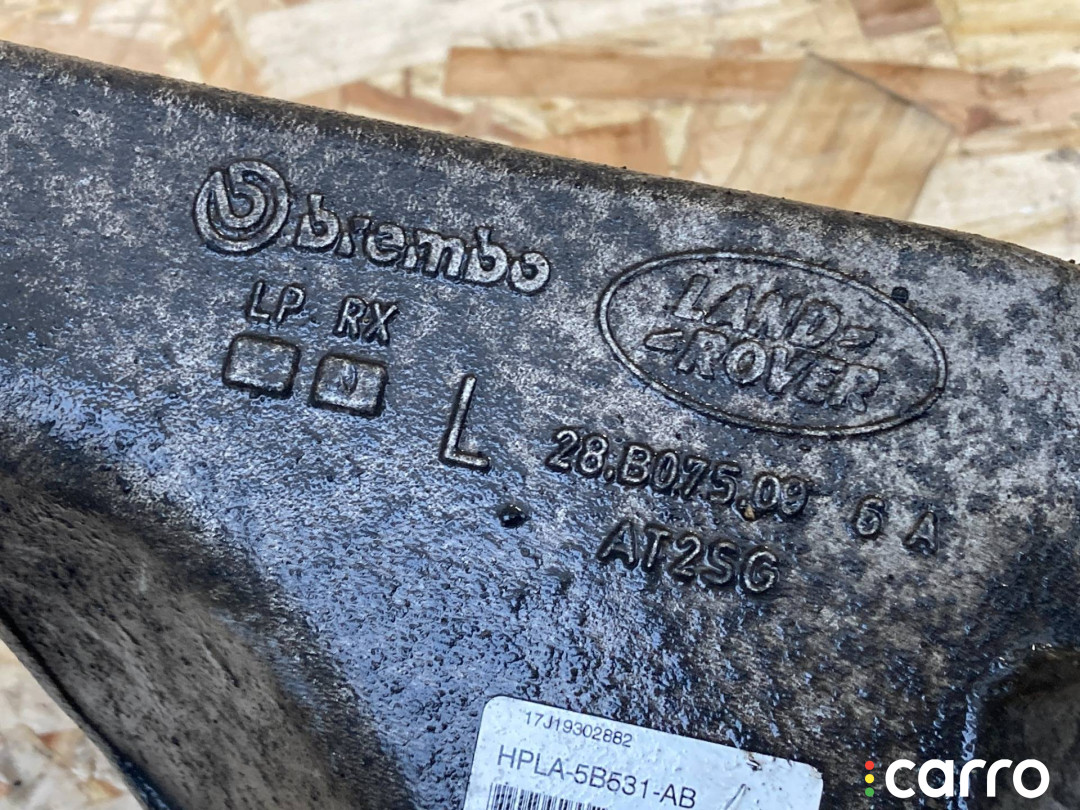 brembo
LP RX
LAND
ROVER
L
28.B075.09 6 A
AT2SG
17J19302882
HPLA-5B531-AB
carro